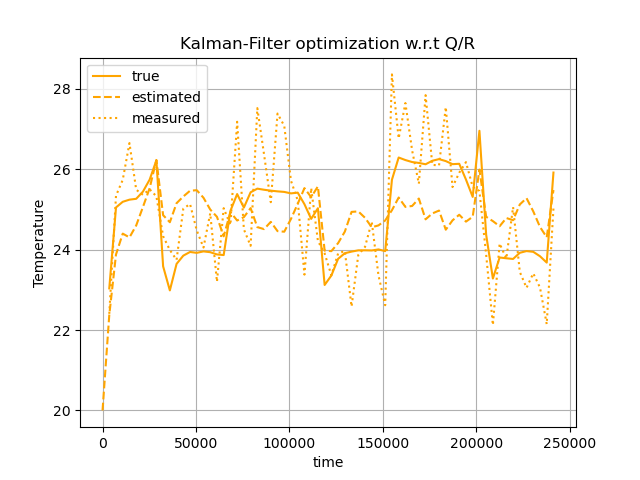 Kalman-Filter optimization w.r.t Q/R
true
estimated
measured
28
26
24
22
20
Temperature
0
50000
100000
150000
200000
250000
time